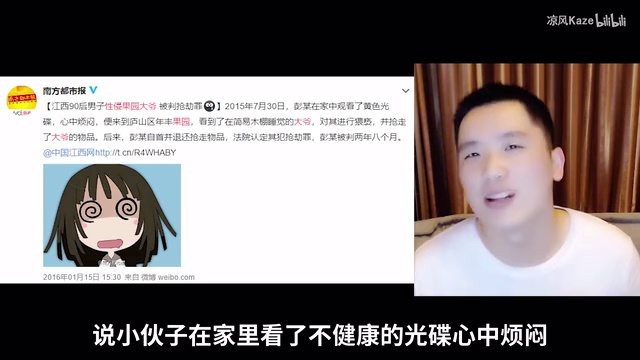 凉风Kaze bilibili
南方都市报
【江西90后男子性侵果园大爷 被判抢劫罪】2015年7月30日，彭某在家中观看了黄色光
碟，心中烦闷，便来到庐山区年丰果园，看到了在简易木棚睡觉的大爷，对其进行猥亵，并抢走
了大爷的物品。后来，彭某自首并退还抢走物品，法院认定其犯抢劫罪，彭某被判两年八个月。
@中国江西网http://t.cn/R4WHABY
2016年01月15日 15:30 来自 微博 weibo.com
说小伙子在家里看了不健康的光碟心中烦闷